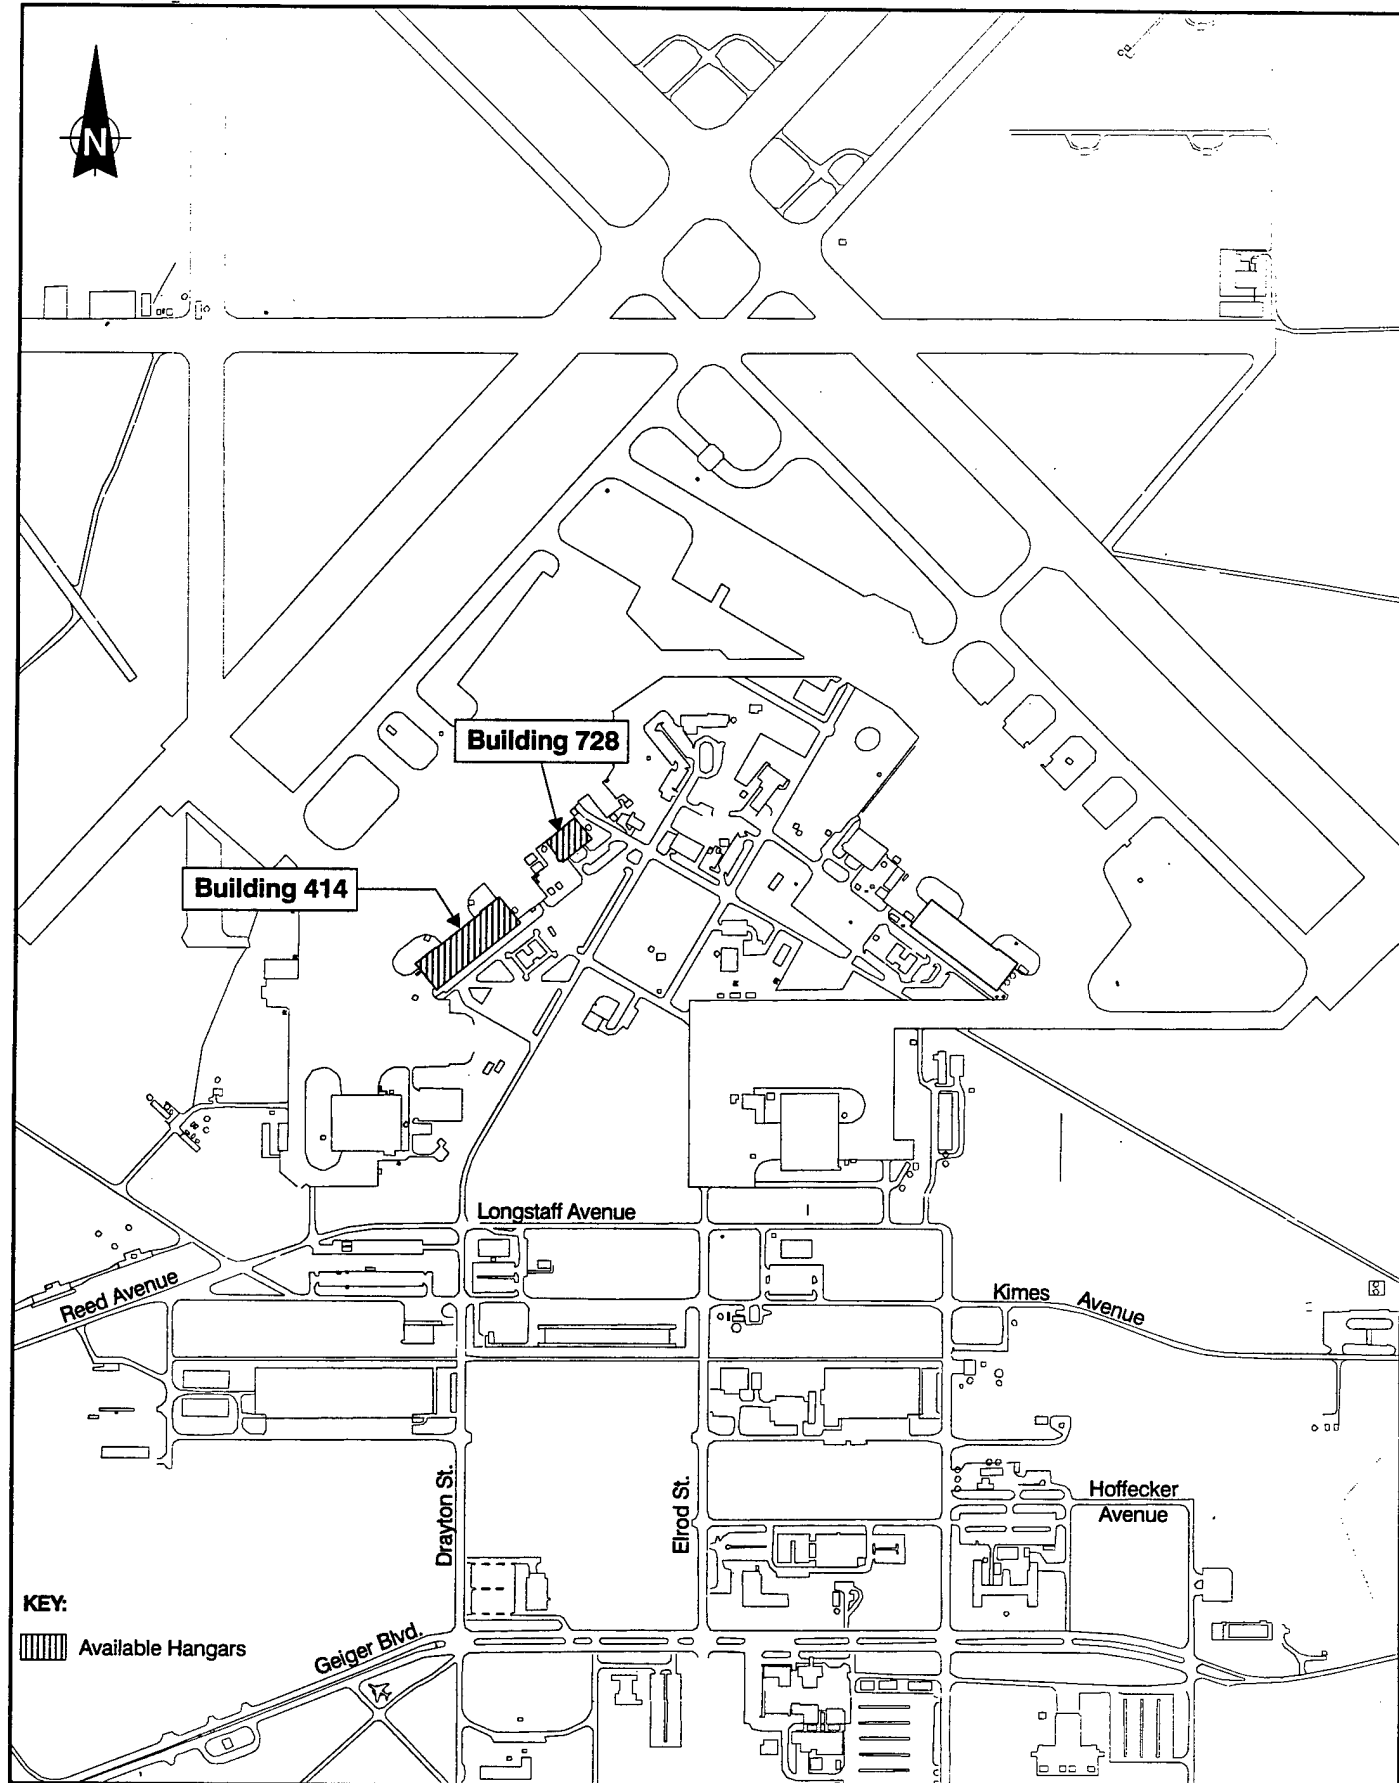 N
Building 728
Building 414
Longstaff Avenue
Reed Avenue
Kimes Avenue
Drayton St.
Elrod St.
Hoffecker
Avenue
KEY:
Available Hangars
Geiger Blvd.